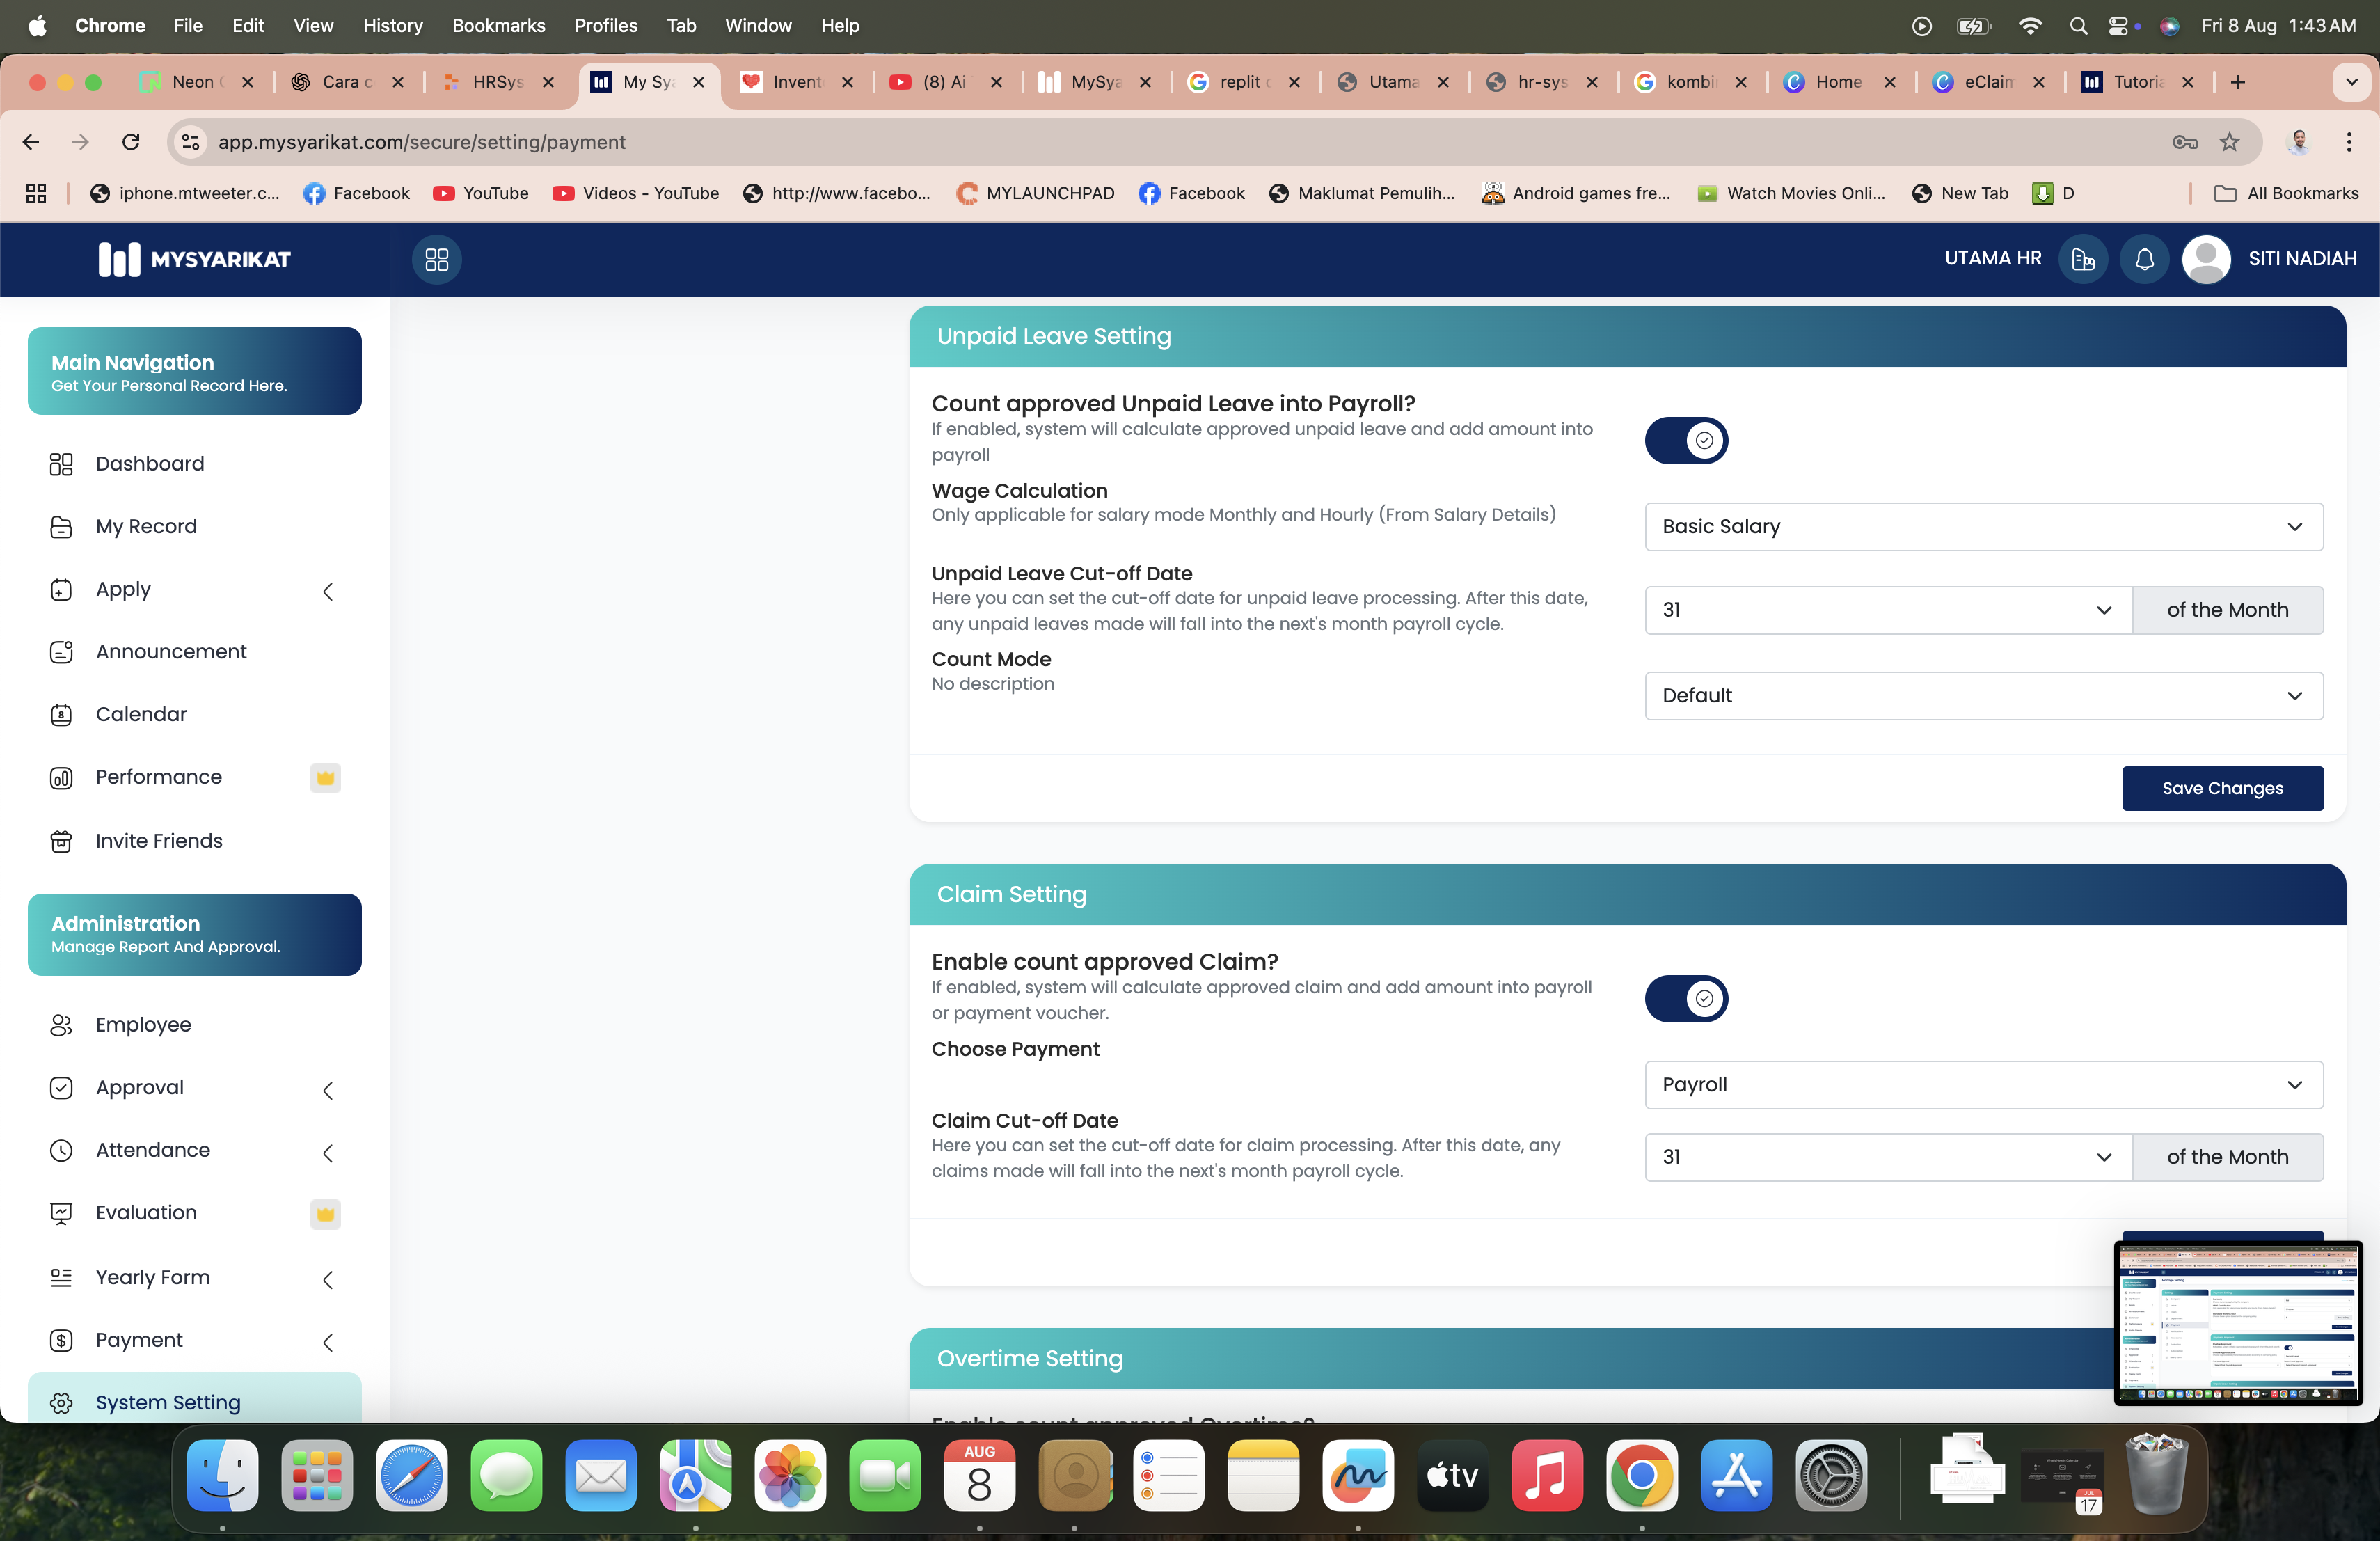 Chrome File Edit View History Bookmarks Profiles Tab Window Help Fri 8 Aug 1:43 AM
Neon Cara c HRSys My Sya Invent (8) Ai MySya replit Utama hr-sys kombi Home eClaim Tutoria
app.mysyarikat.com/secure/setting/payment
iphone.mtweeter.c... Facebook YouTube Videos - YouTube http://www.facebo... MYLAUNCHPAD Facebook Maklumat Pemulih... Android games fre... Watch Movies Onli... New Tab D All Bookmarks
MYSYARIKAT UTAMA HR SITI NADIAH
Main Navigation
Get Your Personal Record Here.
Dashboard
My Record
Apply
Announcement
Calendar
Performance
Invite Friends
Administration
Manage Report And Approval.
Employee
Approval
Attendance
Evaluation
Yearly Form
Payment
System Setting
Unpaid Leave Setting
Count approved Unpaid Leave into Payroll?
If enabled, system will calculate approved unpaid leave and add amount into
payroll
Wage Calculation
Only applicable for salary mode Monthly and Hourly (From Salary Details)
Basic Salary
Unpaid Leave Cut-off Date
Here you can set the cut-off date for unpaid leave processing. After this date,
any unpaid leaves made will fall into the next's month payroll cycle.
31 of the Month
Count Mode
No description
Default
Save Changes
Claim Setting
Enable count approved Claim?
If enabled, system will calculate approved claim and add amount into payroll
or payment voucher.
Choose Payment
Payroll
Claim Cut-off Date
Here you can set the cut-off date for claim processing. After this date, any
claims made will fall into the next's month payroll cycle.
31 of the Month
Overtime Setting
Enable count approved Overtime?
AUG
8
tv
JUL
17